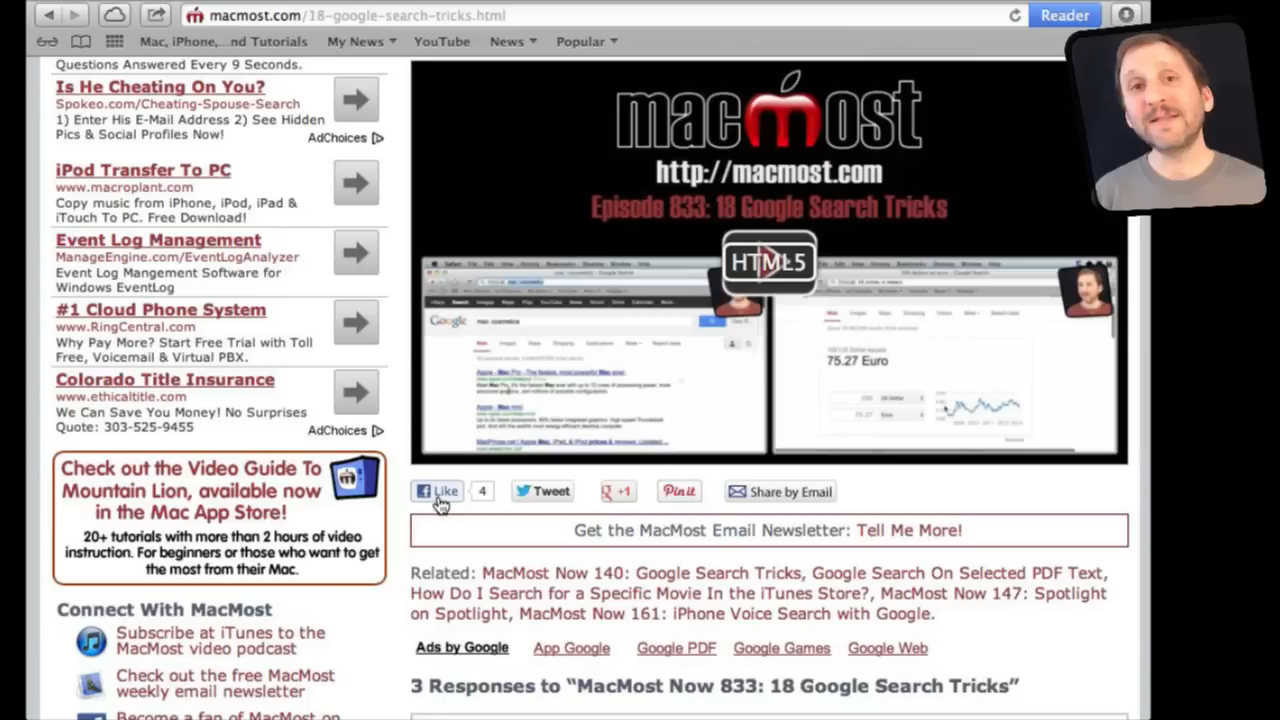 macmost.com/18-google-search-tricks.html
Reader
Mac, iPhone,...nd Tutorials My News YouTube News Popular
Questions Answered Every 9 Seconds.
Is He Cheating On You?
Spokeo.com/Cheating-Spouse-Search
1) Enter His E-Mail Address 2) See Hidden
Pics & Social Profiles Now!
AdChoices
iPod Transfer To PC
www.macroplant.com
Copy music from iPhone, iPod, iPad &
iTouch To PC. Free Download!
Event Log Management
ManageEngine.com/EventLogAnalyzer
Event Log Mangement Software for
Windows EventLog
#1 Cloud Phone System
www.RingCentral.com
Why Pay More? Start Free Trial with Toll
Free, Voicemail & Virtual PBX.
Colorado Title Insurance
www.ethicaltitle.com
We Can Save You Money! No Surprises
Quote: 303-525-9455
AdChoices
Check out the Video Guide To
Mountain Lion, available now
in the Mac App Store!
20+ tutorials with more than 2 hours of video
instruction. For beginners or those who want to get
the most from their Mac.
Connect With MacMost
Subscribe at iTunes to the
MacMost video podcast
Check out the free MacMost
weekly email newsletter
Become a fan of MacMost on
macmost
http://macmost.com
Episode 833: 18 Google Search Tricks
HTML5
Google
75.27 Euro
Like 4 Tweet g +1 Pin it Share by Email
Get the MacMost Email Newsletter: Tell Me More!
Related: MacMost Now 140: Google Search Tricks, Google Search On Selected PDF Text,
How Do I Search for a Specific Movie In the iTunes Store?, MacMost Now 147: Spotlight
on Spotlight, MacMost Now 161: iPhone Voice Search with Google.
Ads by Google App Google Google PDF Google Games Google Web
3 Responses to “MacMost Now 833: 18 Google Search Tricks”